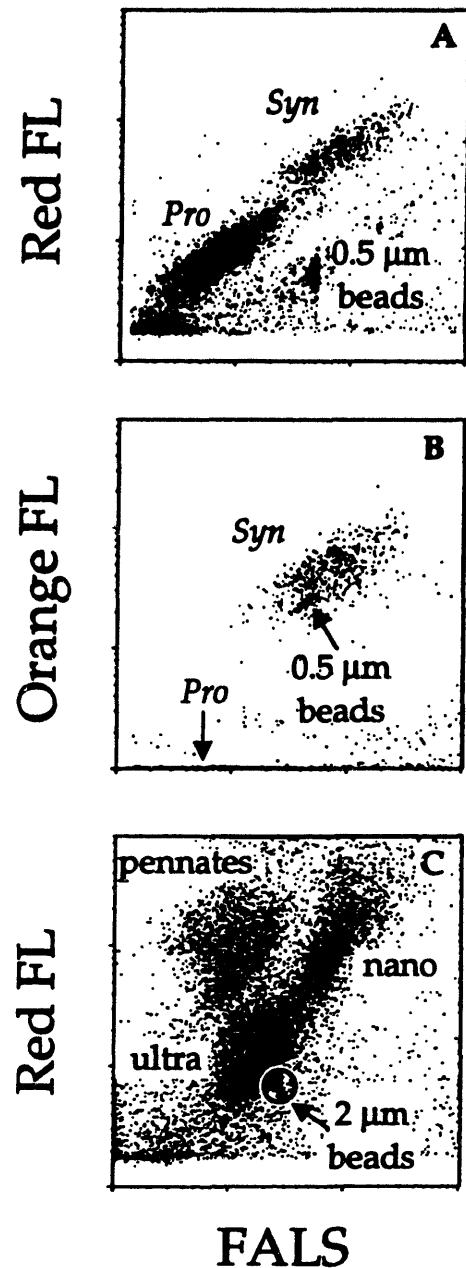 A
Red FL
Syn
Pro
0.5 µm
beads
B
Orange FL
Syn
0.5 µm
beads
Pro
C
Red FL
pennates
nano
ultra
2 µm
beads
FALS